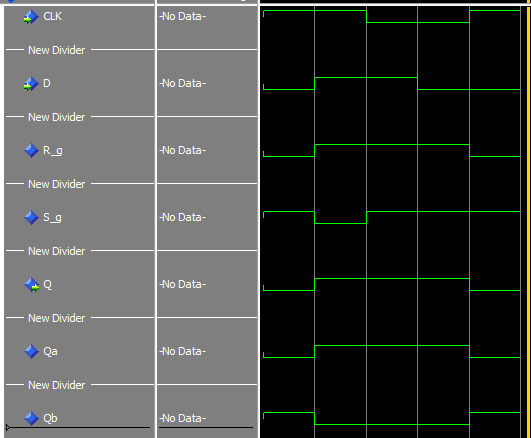 CLK -No Data-
New Divider
D -No Data-
New Divider
R_g -No Data-
New Divider
S_g -No Data-
New Divider
Q -No Data-
New Divider
Qa -No Data-
New Divider
Qb -No Data-